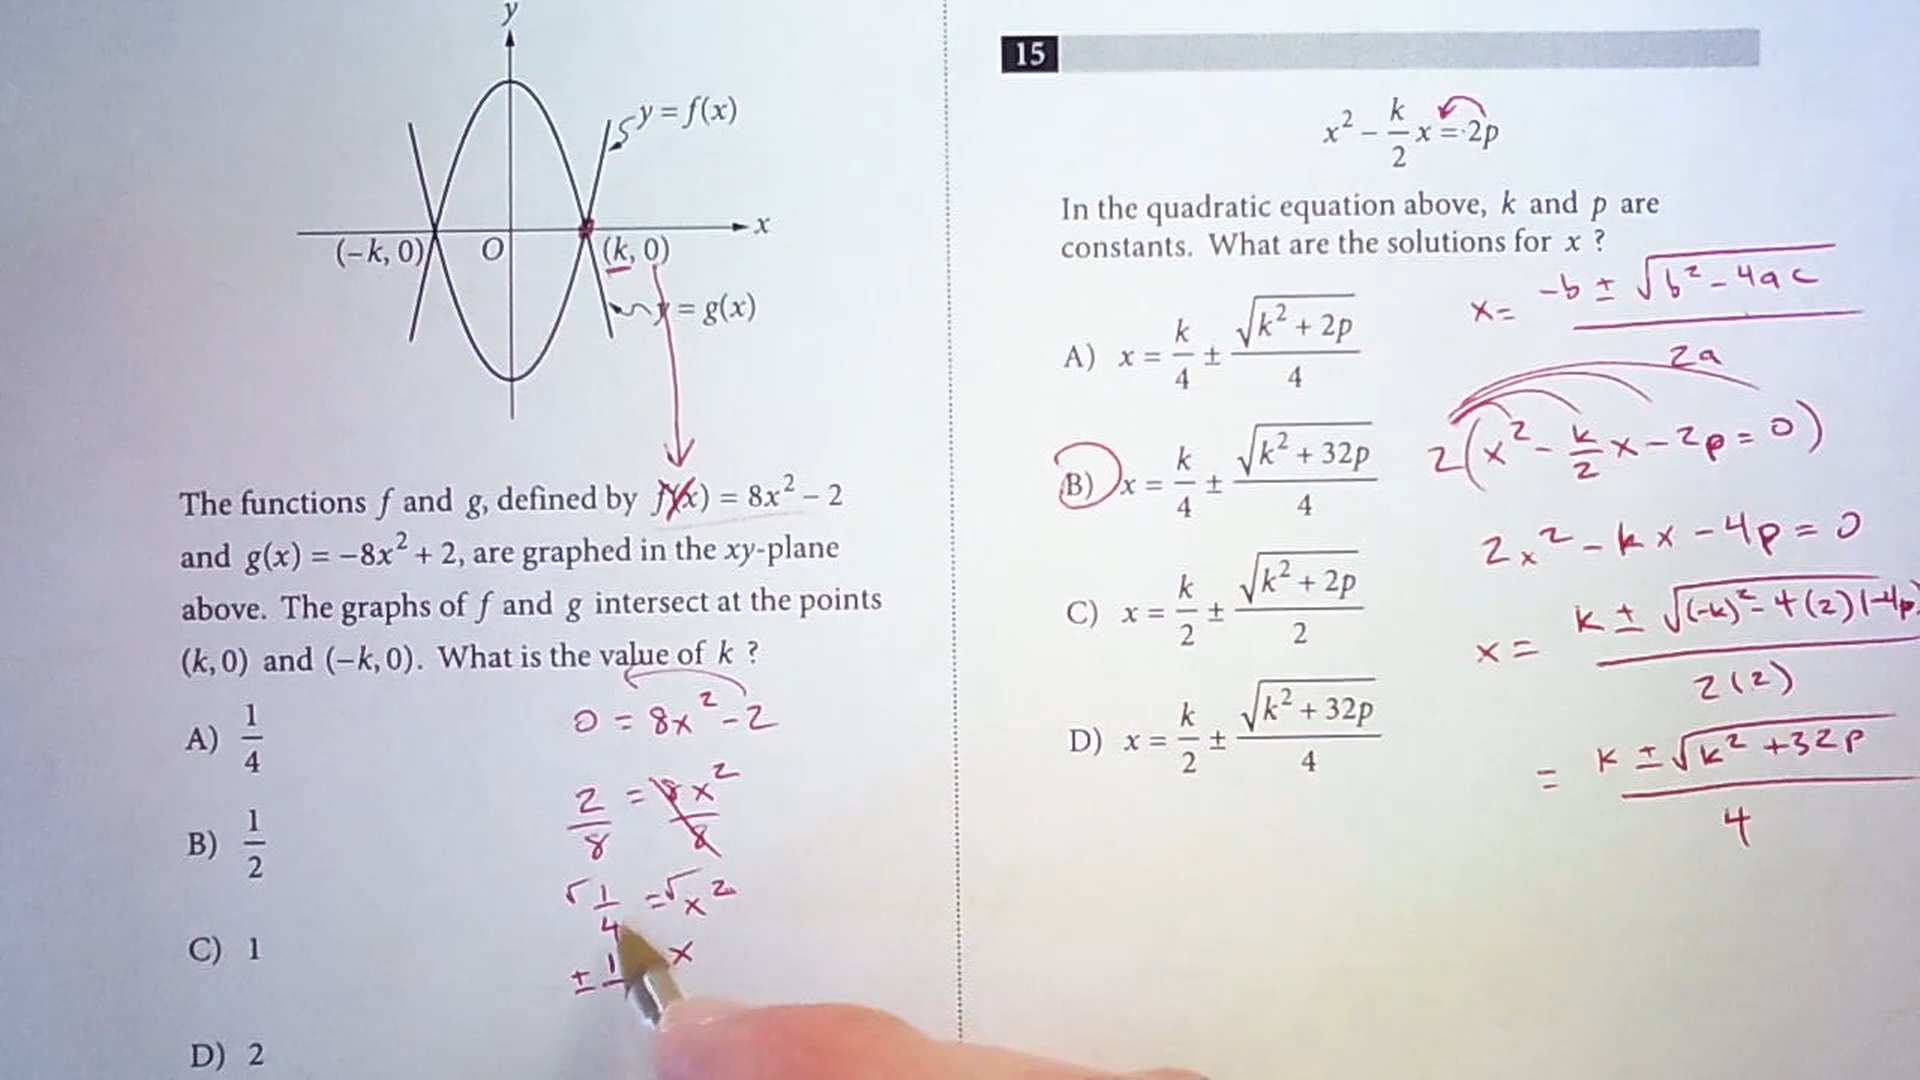 y
y = f(x)
x
(−k, 0)
O
(k, 0)
= g(x)
The functions f and g, defined by f(x) = 8x² − 2
and g(x) = −8x² + 2, are graphed in the xy-plane
above. The graphs of f and g intersect at the points
(k, 0) and (−k, 0). What is the value of k ?
A) 1/4
B) 1/2
C) 1
D) 2
0 = 8x² − 2
2/8 = 8x²/8
√1/4 = √x²
± 1 x
15
x² − k/2 x = 2p
In the quadratic equation above, k and p are
constants. What are the solutions for x ?
A) x = k/4 ± √(k² + 2p)/4
B) x = k/4 ± √(k² + 32p)/4
C) x = k/2 ± √(k² + 2p)/2
D) x = k/2 ± √(k² + 32p)/4
x = −b ± √(b² − 4ac)/2a
2(x² − k/2 x − 2p = 0)
2x² − kx − 4p = 0
x = k ± √(−k)² − 4(2)(−4p)/2(2)
= k ± √k² + 32p/4